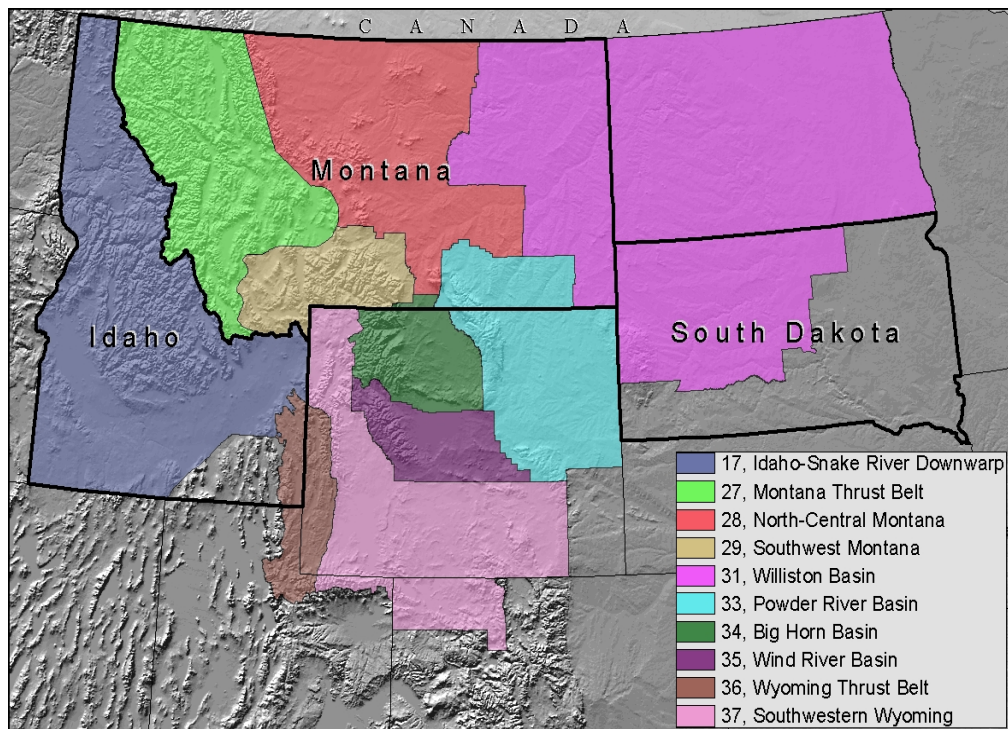 C A N A D A
Montana
Idaho
South Dakota
17, Idaho-Snake River Downwarp
27, Montana Thrust Belt
28, North-Central Montana
29, Southwest Montana
31, Williston Basin
33, Powder River Basin
34, Big Horn Basin
35, Wind River Basin
36, Wyoming Thrust Belt
37, Southwestern Wyoming